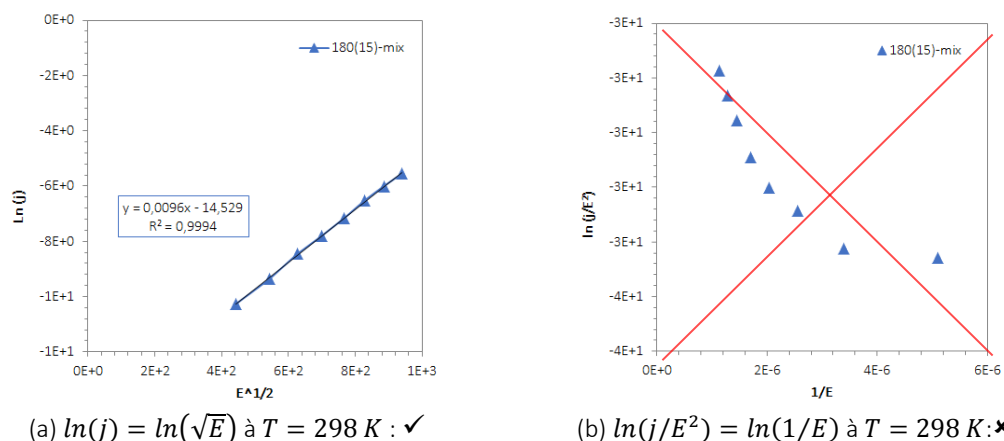 0E+0
-2E+0
-4E+0
-6E+0
-8E+0
-1E+1
-1E+1
Ln (j)
180(15)-mix
y = 0,0096x - 14,529
R² = 0,9994
0E+0 2E+2 4E+2 6E+2 8E+2 1E+3
E^1/2
(a) ln(j) = ln(√E) à T = 298 K : ✓
-3E+1
-3E+1
-3E+1
-3E+1
-3E+1
-4E+1
-4E+1
ln (j/E²)
180(15)-mix
0E+0 2E-6 4E-6 6E-6
1/E
(b) ln(j/E²) = ln(1/E) à T = 298 K:✖